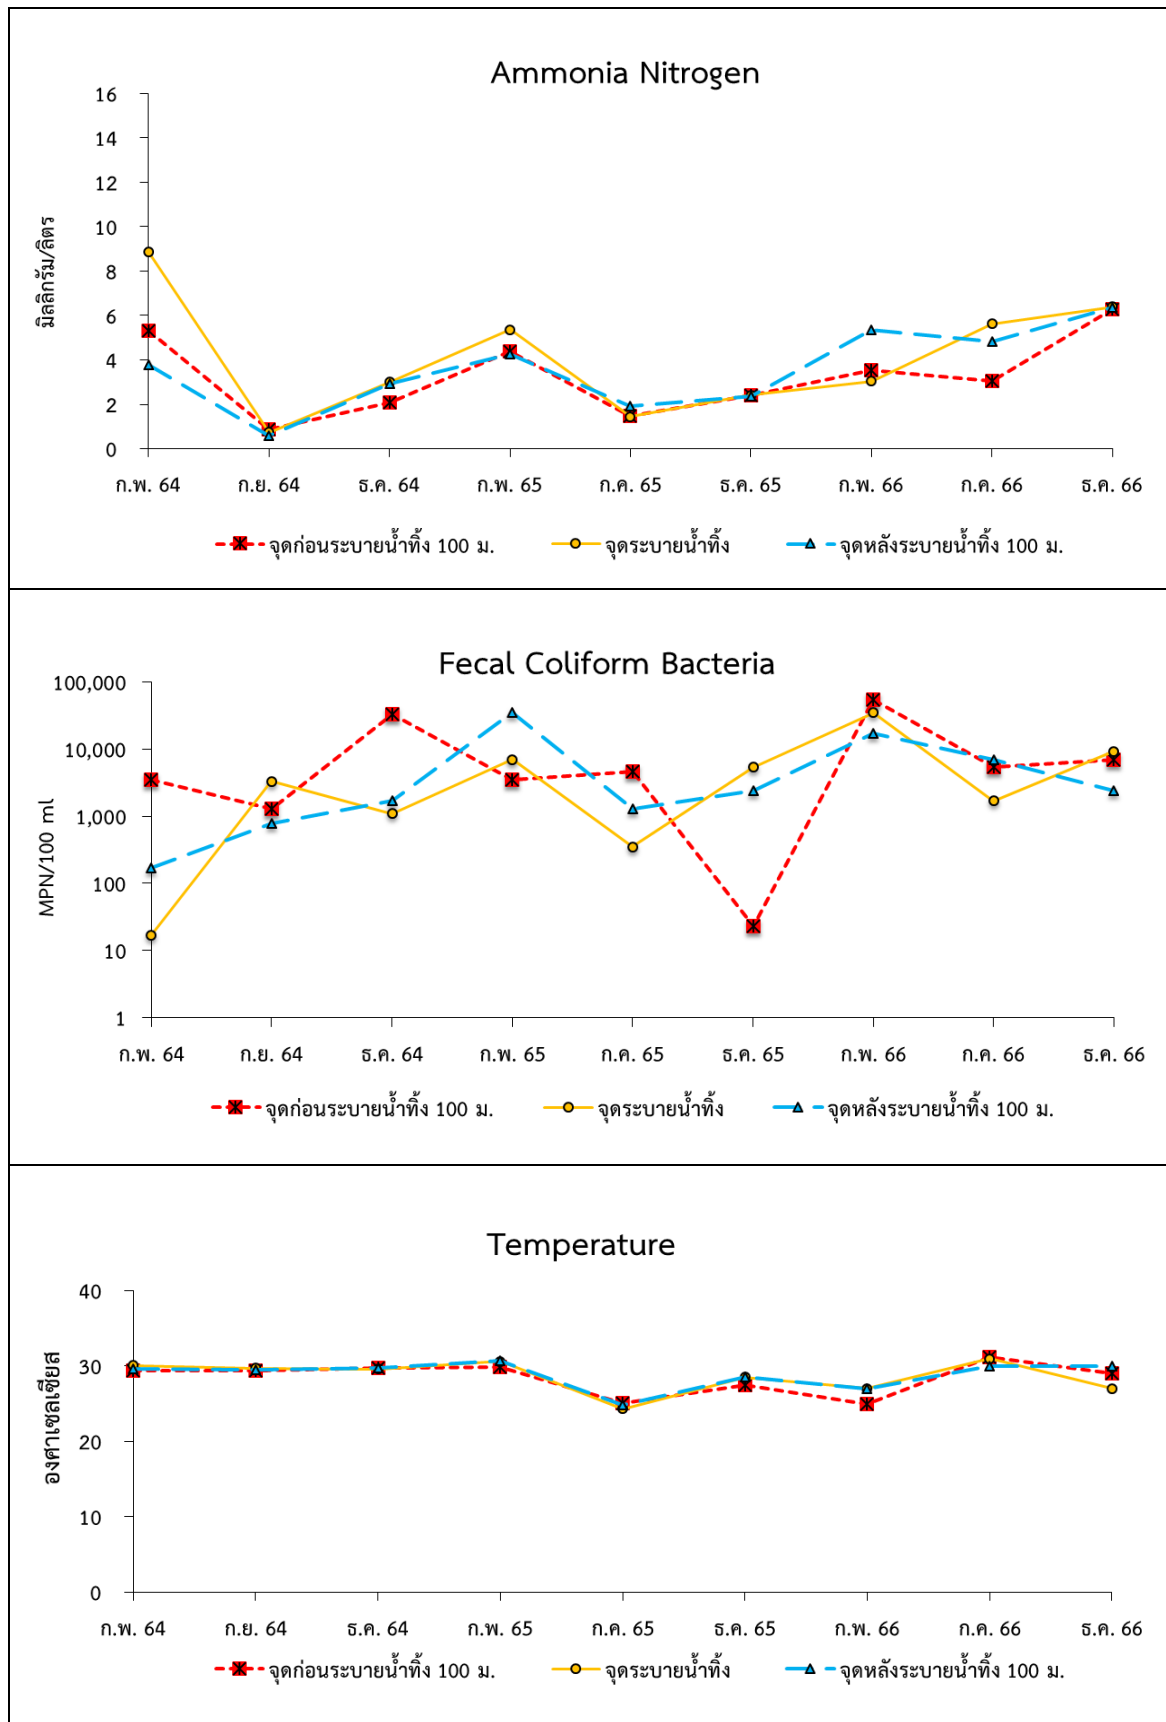 Ammonia Nitrogen
มิลลิกรัม/ลิตร
16
14
12
10
8
6
4
2
0
ก.พ. 64 ก.ย. 64 ธ.ค. 64 ก.พ. 65 ก.ค. 65 ธ.ค. 65 ก.พ. 66 ก.ค. 66 ธ.ค. 66
จุดก่อนระบายน้ำทิ้ง 100 ม. จุดระบายน้ำทิ้ง จุดหลังระบายน้ำทิ้ง 100 ม.
Fecal Coliform Bacteria
MPN/100 ml
100,000
10,000
1,000
100
10
1
ก.พ. 64 ก.ย. 64 ธ.ค. 64 ก.พ. 65 ก.ค. 65 ธ.ค. 65 ก.พ. 66 ก.ค. 66 ธ.ค. 66
จุดก่อนระบายน้ำทิ้ง 100 ม. จุดระบายน้ำทิ้ง จุดหลังระบายน้ำทิ้ง 100 ม.
Temperature
องศาเซลเซียส
40
30
20
10
0
ก.พ. 64 ก.ย. 64 ธ.ค. 64 ก.พ. 65 ก.ค. 65 ธ.ค. 65 ก.พ. 66 ก.ค. 66 ธ.ค. 66
จุดก่อนระบายน้ำทิ้ง 100 ม. จุดระบายน้ำทิ้ง จุดหลังระบายน้ำทิ้ง 100 ม.